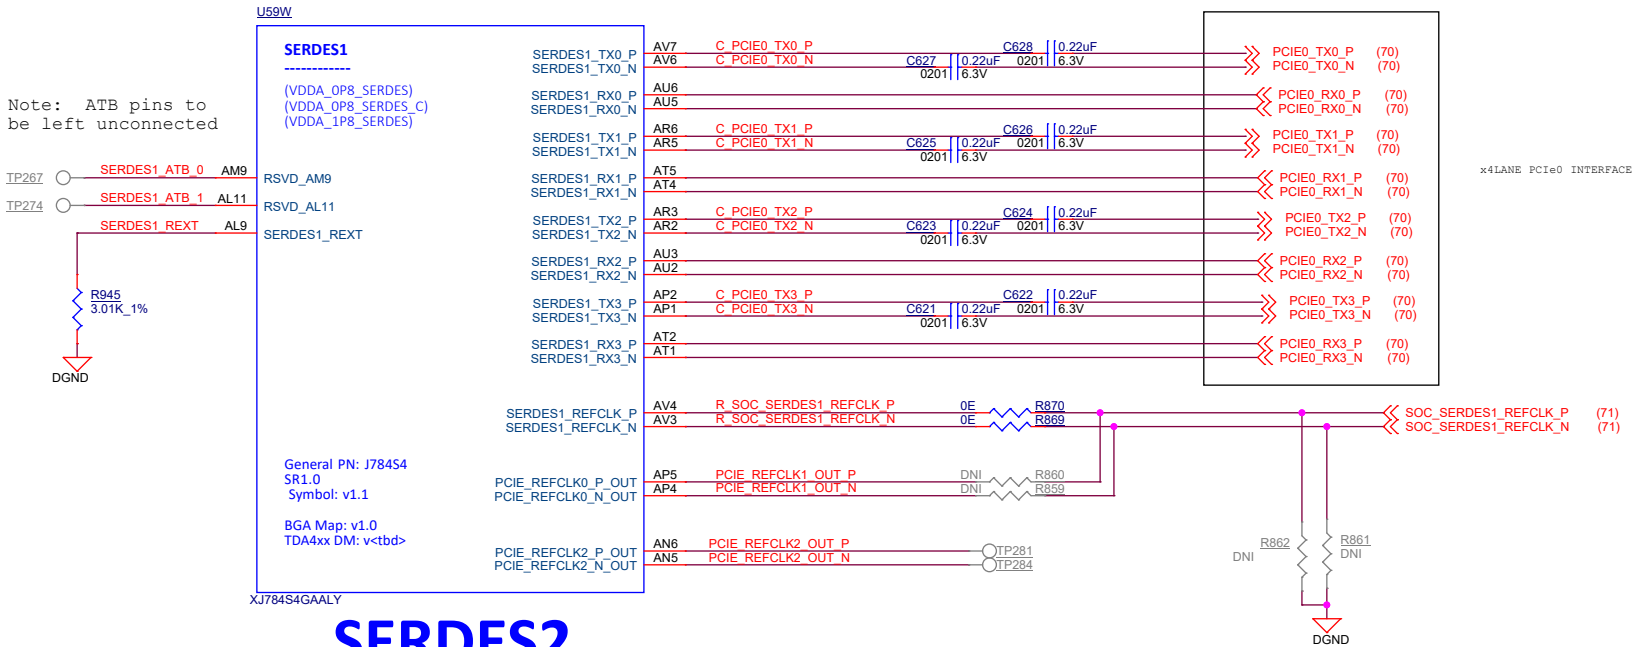 U59W
SERDES1
------------
(VDDA_0P8_SERDES)
(VDDA_0P8_SERDES_C)
(VDDA_1P8_SERDES)
Note: ATB pins to
be left unconnected
TP267 SERDES1_ATB_0 AM9 RSVD_AM9
TP274 SERDES1_ATB_1 AL11 RSVD_AL11
SERDES1_REXT AL9 SERDES1_REXT
R945
3.01K_1%
DGND
SERDES1_TX0_P AV7 C_PCIE0_TX0_P C628 0.22uF 0201 6.3V PCIE0_TX0_P (70)
SERDES1_TX0_N AV6 C_PCIE0_TX0_N C627 0.22uF 0201 6.3V PCIE0_TX0_N (70)
SERDES1_RX0_P AU6 PCIE0_RX0_P (70)
SERDES1_RX0_N AU5 PCIE0_RX0_N (70)
SERDES1_TX1_P AR6 C_PCIE0_TX1_P C626 0.22uF 0201 6.3V PCIE0_TX1_P (70)
SERDES1_TX1_N AR5 C_PCIE0_TX1_N C625 0.22uF 0201 6.3V PCIE0_TX1_N (70)
SERDES1_RX1_P AT5 PCIE0_RX1_P (70)
SERDES1_RX1_N AT4 PCIE0_RX1_N (70)
SERDES1_TX2_P AR3 C_PCIE0_TX2_P C624 0.22uF 0201 6.3V PCIE0_TX2_P (70)
SERDES1_TX2_N AR2 C_PCIE0_TX2_N C623 0.22uF 0201 6.3V PCIE0_TX2_N (70)
SERDES1_RX2_P AU3 PCIE0_RX2_P (70)
SERDES1_RX2_N AU2 PCIE0_RX2_N (70)
SERDES1_TX3_P AP2 C_PCIE0_TX3_P C622 0.22uF 0201 6.3V PCIE0_TX3_P (70)
SERDES1_TX3_N AP1 C_PCIE0_TX3_N C621 0.22uF 0201 6.3V PCIE0_TX3_N (70)
SERDES1_RX3_P AT2 PCIE0_RX3_P (70)
SERDES1_RX3_N AT1 PCIE0_RX3_N (70)
x4LANE PCIe0 INTERFACE
SERDES1_REFCLK_P AV4 R_SOC_SERDES1_REFCLK_P 0E R870 SOC_SERDES1_REFCLK_P (71)
SERDES1_REFCLK_N AV3 R_SOC_SERDES1_REFCLK_N 0E R869 SOC_SERDES1_REFCLK_N (71)
PCIE_REFCLK0_P_OUT AP5 PCIE_REFCLK1_OUT_P DNI R860
PCIE_REFCLK0_N_OUT AP4 PCIE_REFCLK1_OUT_N DNI R859
PCIE_REFCLK2_P_OUT AN6 PCIE_REFCLK2_OUT_P TP281
PCIE_REFCLK2_N_OUT AN5 PCIE_REFCLK2_OUT_N TP284
R862
DNI
R861
DNI
DGND
General PN: J784S4
SR1.0
Symbol: v1.1
BGA Map: v1.0
TDA4xx DM: v<tbd>
XJ784S4GAALY
SERDES2